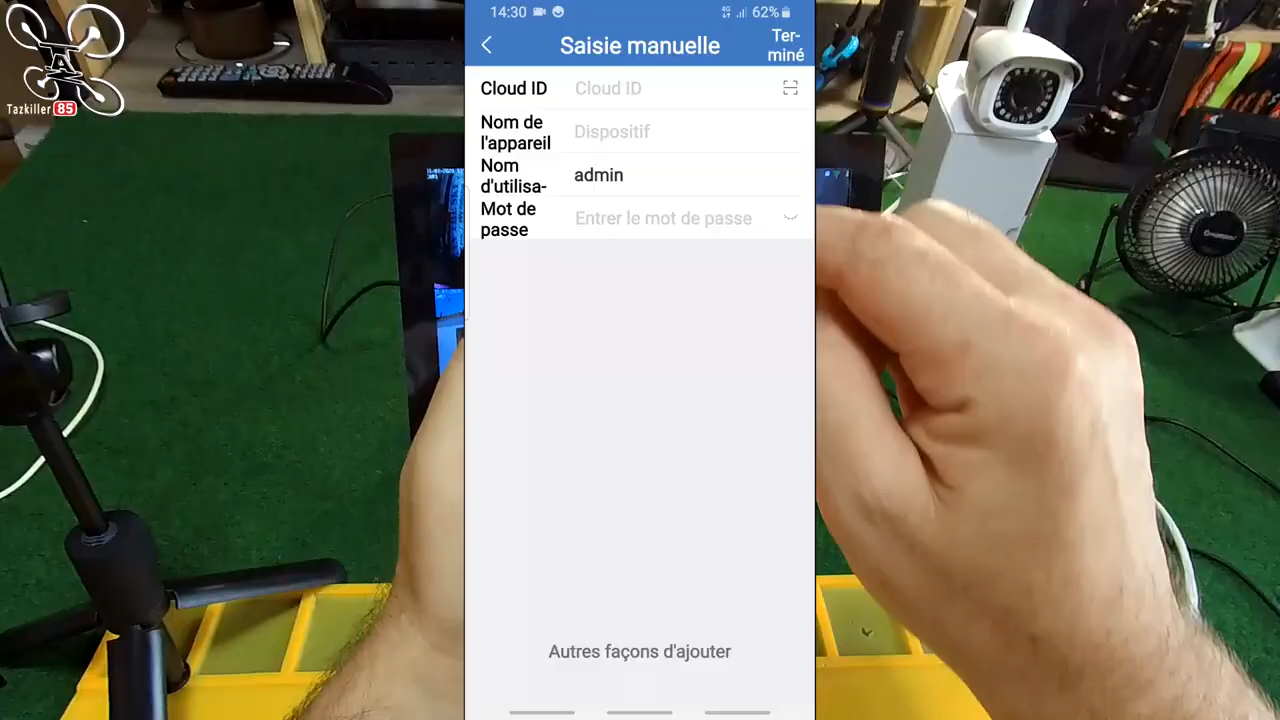 Tazkiller 85
14:30 4G 62%
Saisie manuelle
Ter-
miné
Cloud ID Cloud ID
Nom de
l'appareil Dispositif
Nom
d'utilisa- admin
Mot de
passe Entrer le mot de passe
Autres façons d'ajouter